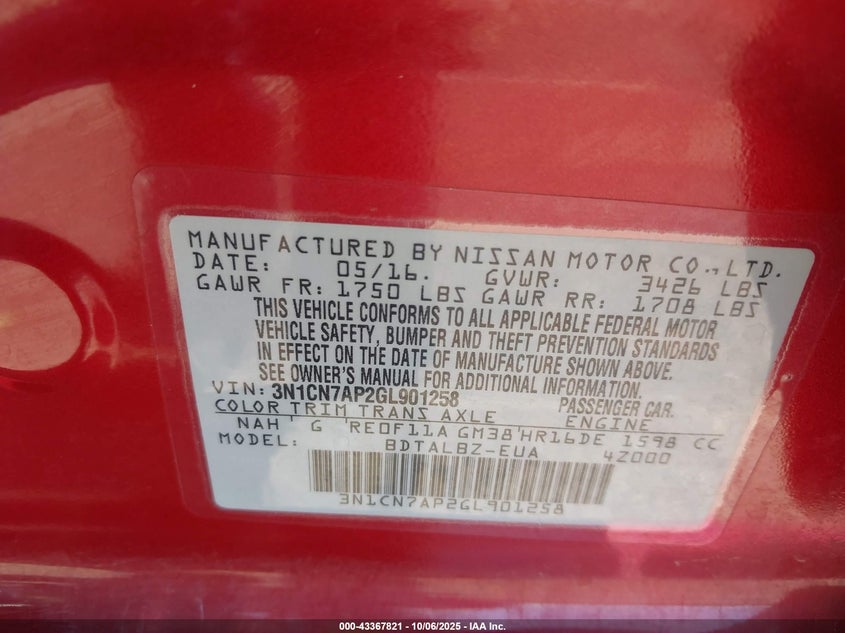 MANUFACTURED BY NISSAN MOTOR CO.,LTD.
DATE: 05/16. GVWR: 3426 LBS
GAWR FR: 1750 LBS GAWR RR: 1708 LBS
THIS VEHICLE CONFORMS TO ALL APPLICABLE FEDERAL MOTOR
VEHICLE SAFETY, BUMPER AND THEFT PREVENTION STANDARDS
IN EFFECT ON THE DATE OF MANUFACTURE SHOWN ABOVE.
SEE OWNER'S MANUAL FOR ADDITIONAL INFORMATION.
VIN: 3N1CN7AP2GL901258 PASSENGER CAR.
COLOR TRIM TRANS AXLE ENGINE
NAH G RE0F11A GM38 HR16DE 1598 CC
MODEL: BDTALBZ-EUA 4Z000
3N1CN7AP2GL901258
000-43367821 - 10/06/2025 - IAA Inc.